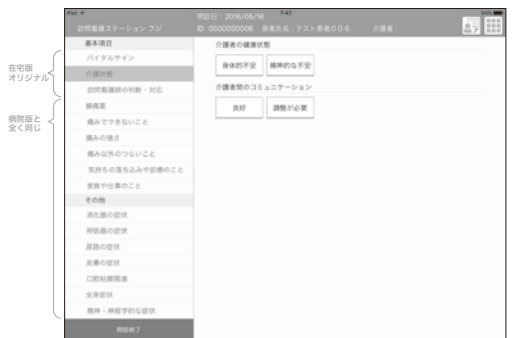 iPad
7:47
94%
訪問看護ステーション フジ
問診日：2016/05/16
ID 0000000006 患者氏名：テスト患者006 介護者：
在宅版
オリジナル
病院版と
全く同じ
基本項目
バイタルサイン
介護状態
訪問看護師の判断・対応
鎮痛薬
痛みでできないこと
痛みの強さ
痛み以外のつらいこと
気持ちの落ち込みや診療のこと
家族や仕事のこと
その他
消化器の症状
呼吸器の症状
尿路の症状
皮膚の症状
口腔粘膜関連
全身症状
精神・神経学的な症状
問診終了
介護者の健康状態
身体的不安 精神的な不安
介護者間のコミュニケーション
良好 調整が必要